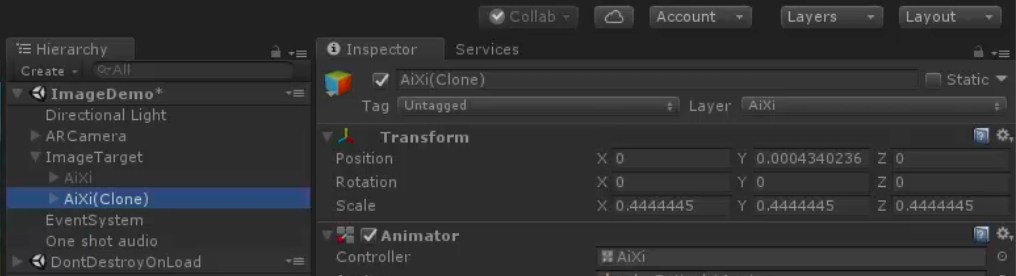 Collab Account Layers Layout
Hierarchy
Create All
ImageDemo*
Directional Light
ARCamera
ImageTarget
AiXi
AiXi(Clone)
EventSystem
One shot audio
DontDestroyOnLoad
Inspector Services
AiXi(Clone) Static
Tag Untagged Layer AiXi
Transform
Position X 0 Y 0.0004340236 Z 0
Rotation X 0 Y 0 Z 0
Scale X 0.4444445 Y 0.4444445 Z 0.4444445
Animator
Controller AiXi